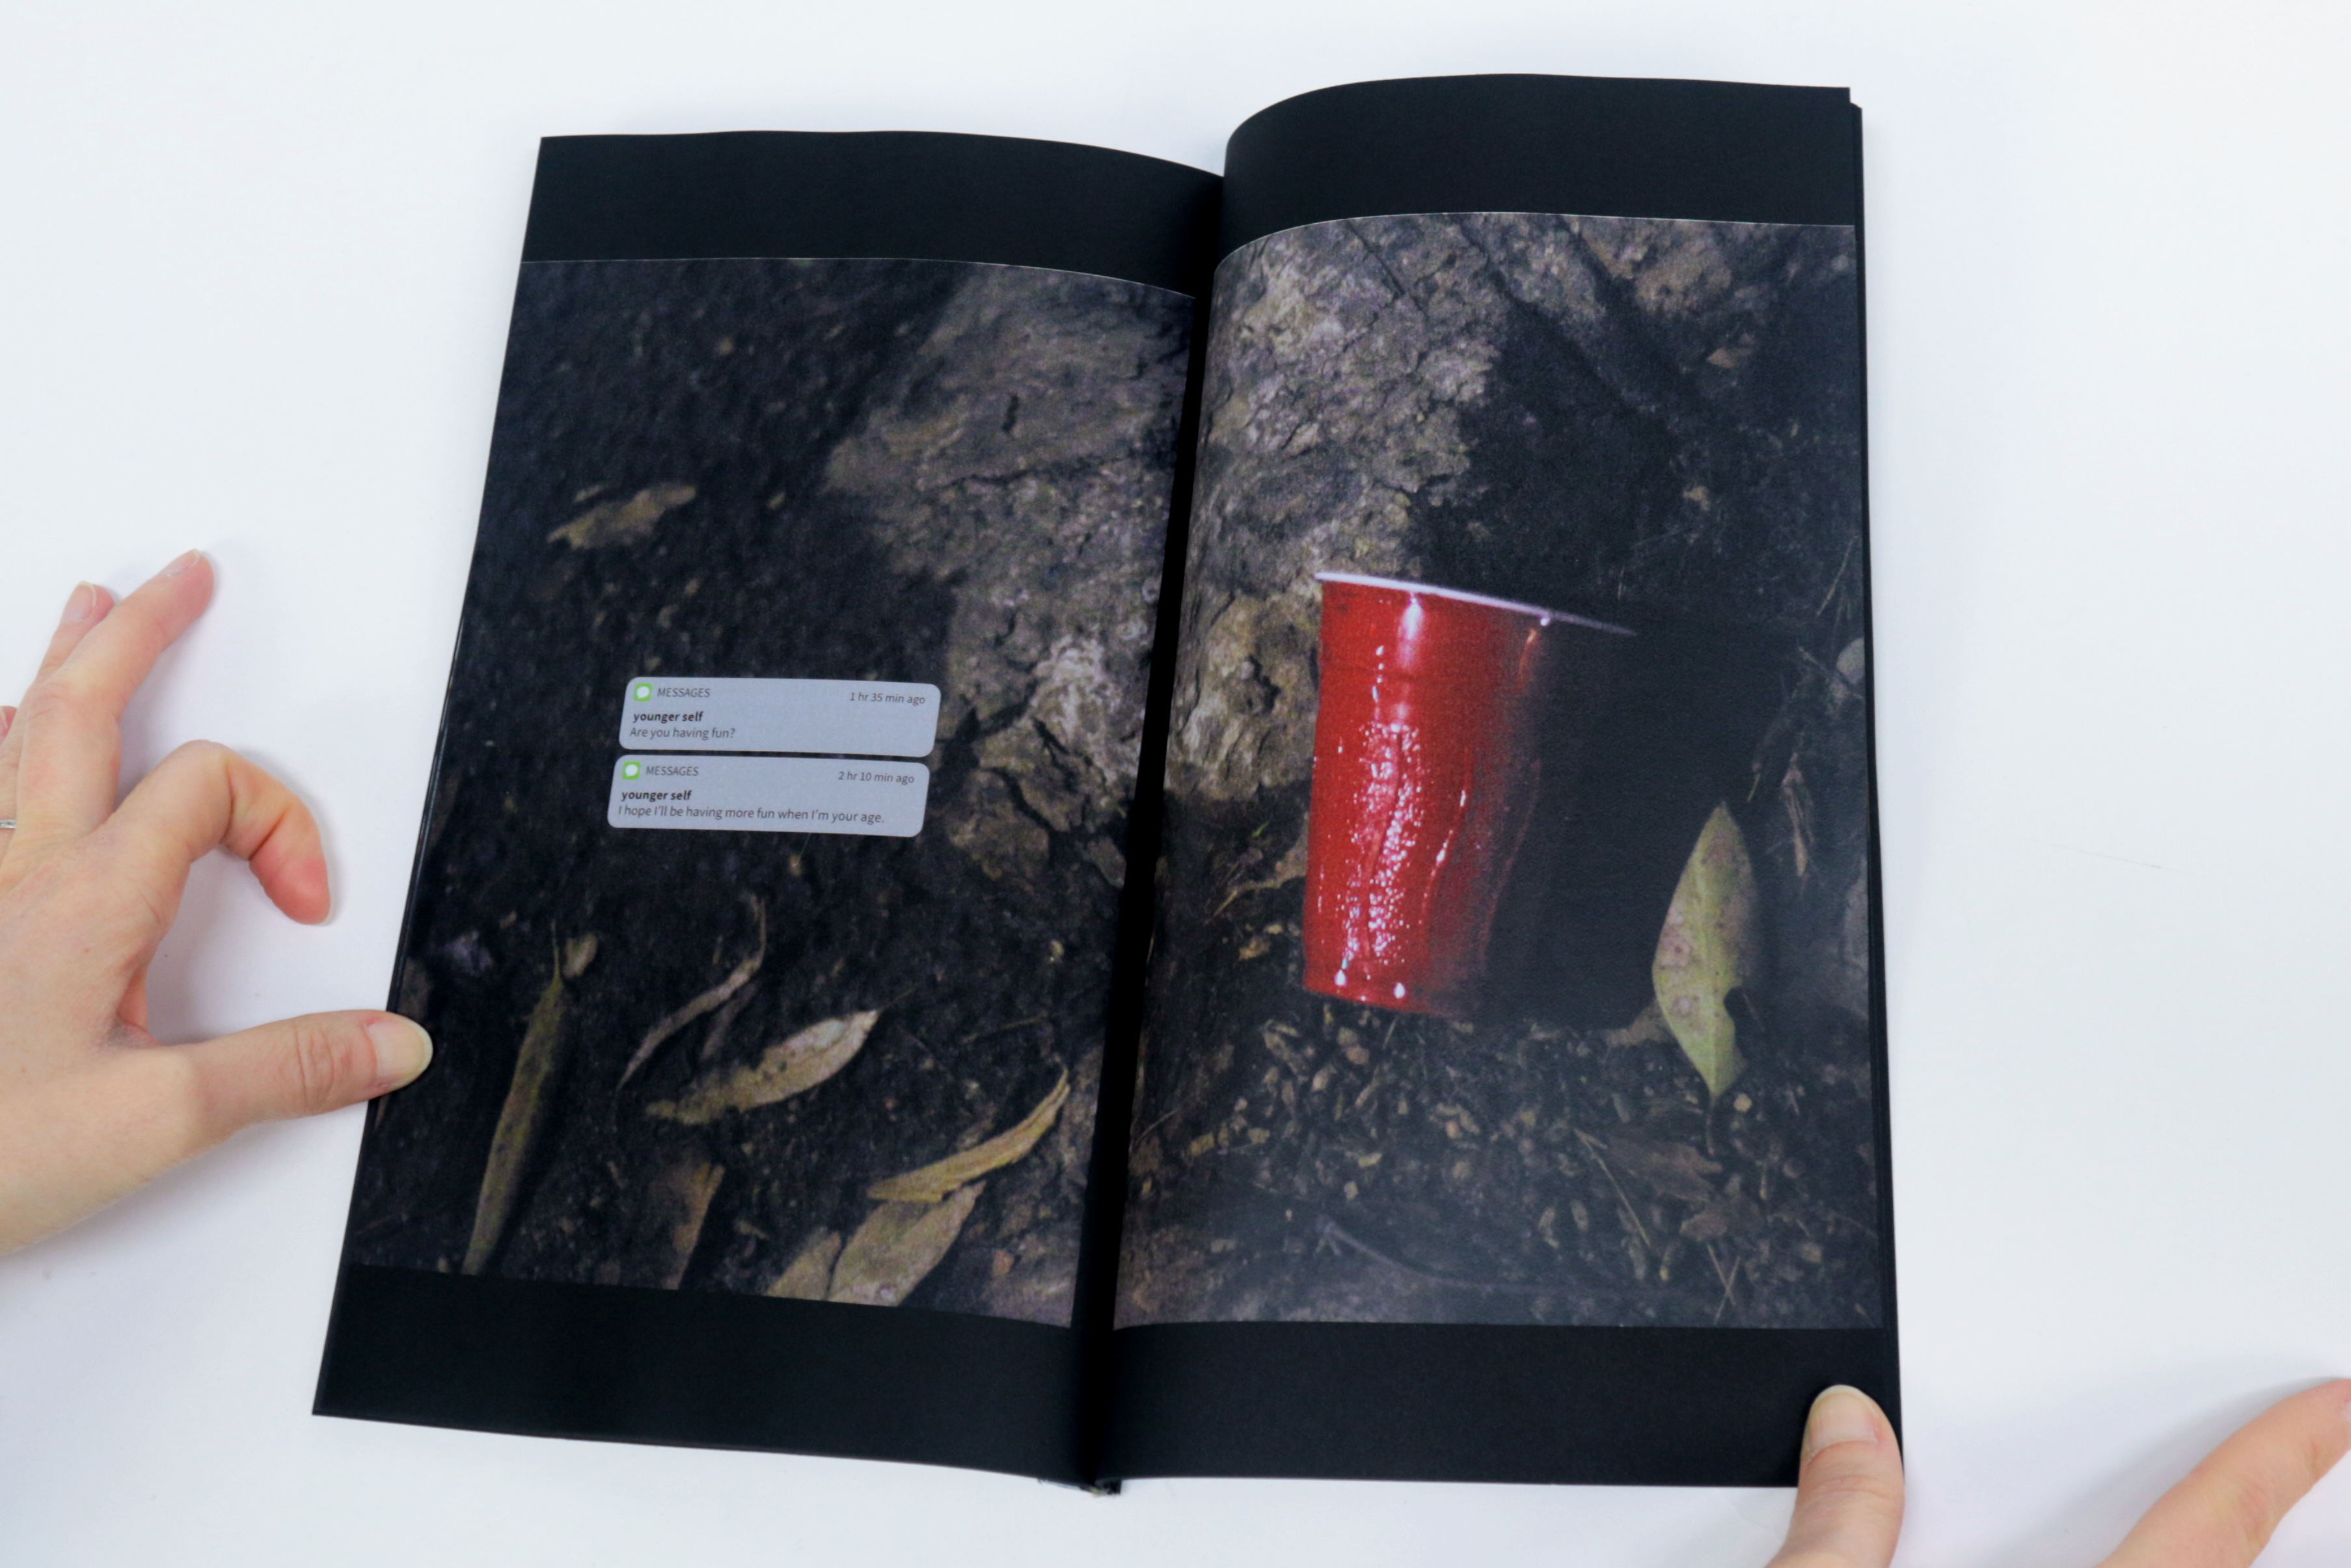 MESSAGES 1 hr 35 min ago
younger self
Are you having fun?
MESSAGES 2 hr 10 min ago
younger self
I hope I'll be having more fun when I'm your age.